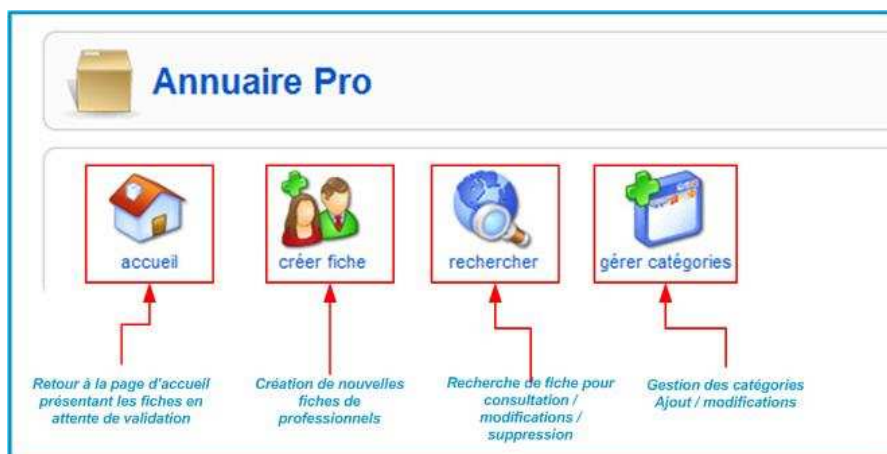 Annuaire Pro
accueil
créer fiche
rechercher
gérer catégories
Retour à la page d'accueil
présentant les fiches en
attente de validation
Création de nouvelles
fiches de
professionnels
Recherche de fiche pour
consultation /
modifications /
suppression
Gestion des catégories
Ajout / modifications